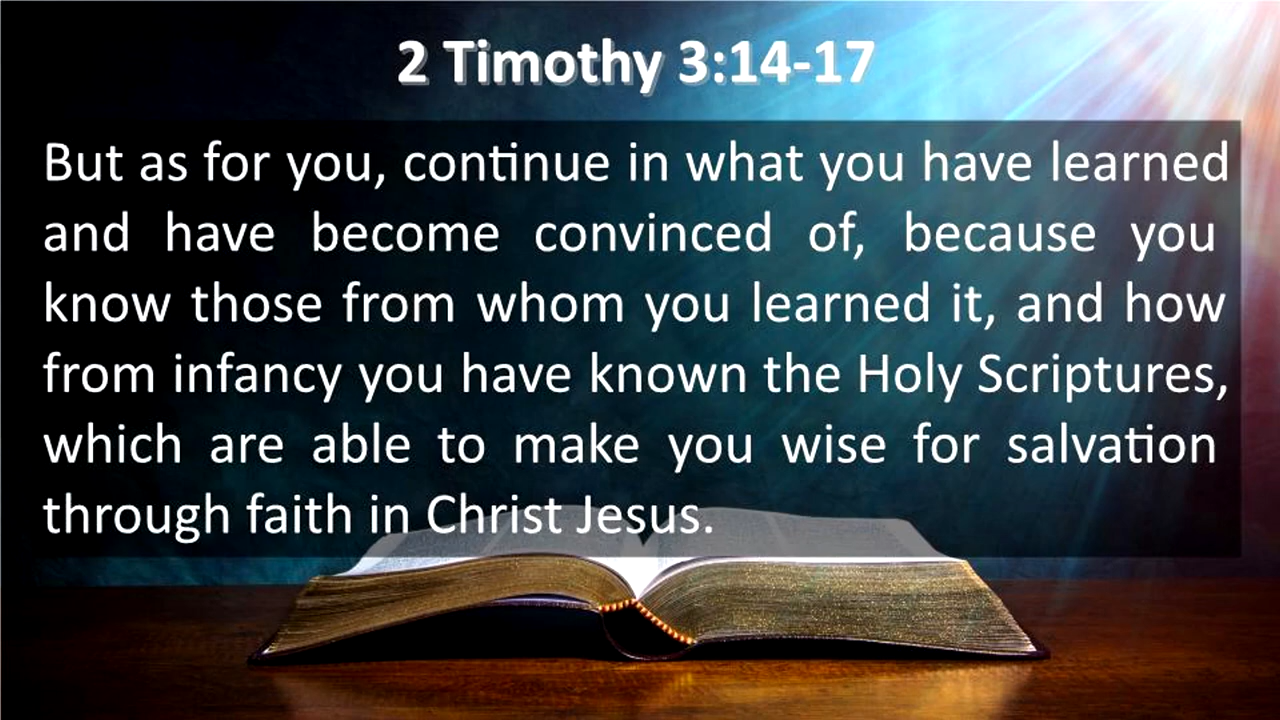 2 Timothy 3:14-17
But as for you, continue in what you have learned
and have become convinced of, because you
know those from whom you learned it, and how
from infancy you have known the Holy Scriptures,
which are able to make you wise for salvation
through faith in Christ Jesus.